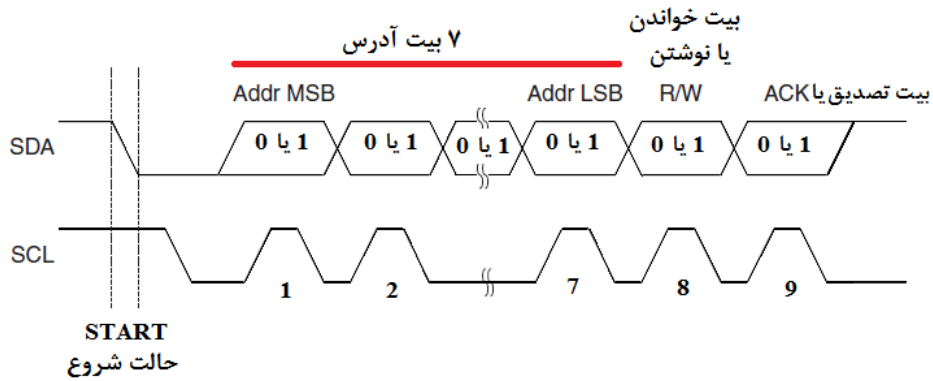 بیت خواندن
یا نوشتن
۷ بیت آدرس
Addr MSB
Addr LSB
R/W
بیت تصدیق یا ACK
SDA
1 یا 0
1 یا 0
1 یا 0
1 یا 0
1 یا 0
1 یا 0
SCL
1
2
7
8
9
START
حالت شروع